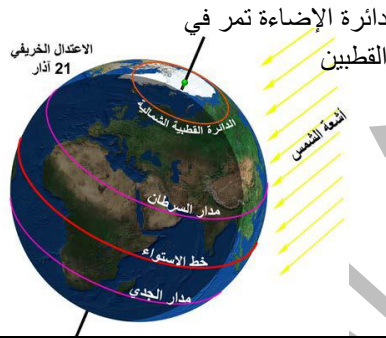 دائرة الإضاءة تمر في
القطبين
الاعتدال الخريفي
21 آذار
أشعة الشمس
الدائرة القطبية الشمالية
مدار السرطان
خط الاستواء
مدار الجدي